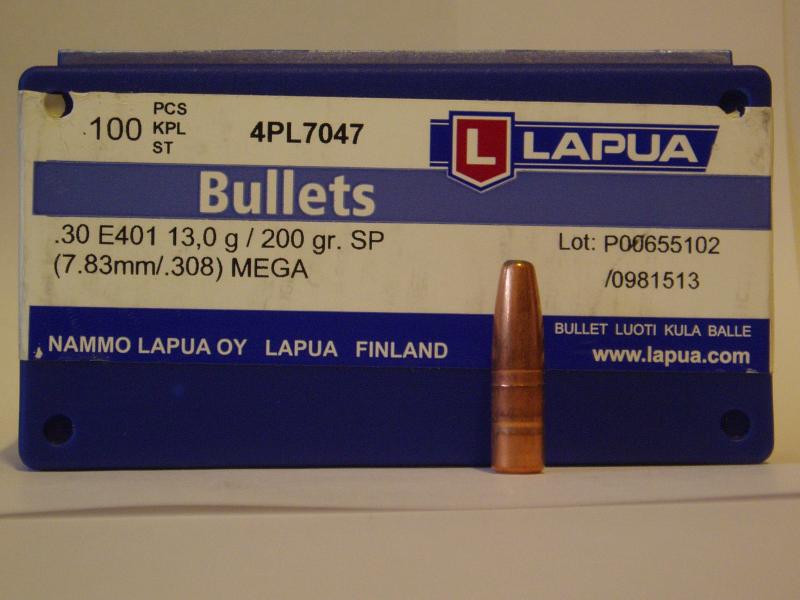 100 PCS
KPL
ST
4PL7047
L LAPUA
Bullets
.30 E401 13,0 g / 200 gr. SP
(7.83mm/.308) MEGA
Lot: P00655102
/0981513
NAMMO LAPUA OY LAPUA FINLAND
BULLET LUOTI KULA BALLE
www.lapua.com